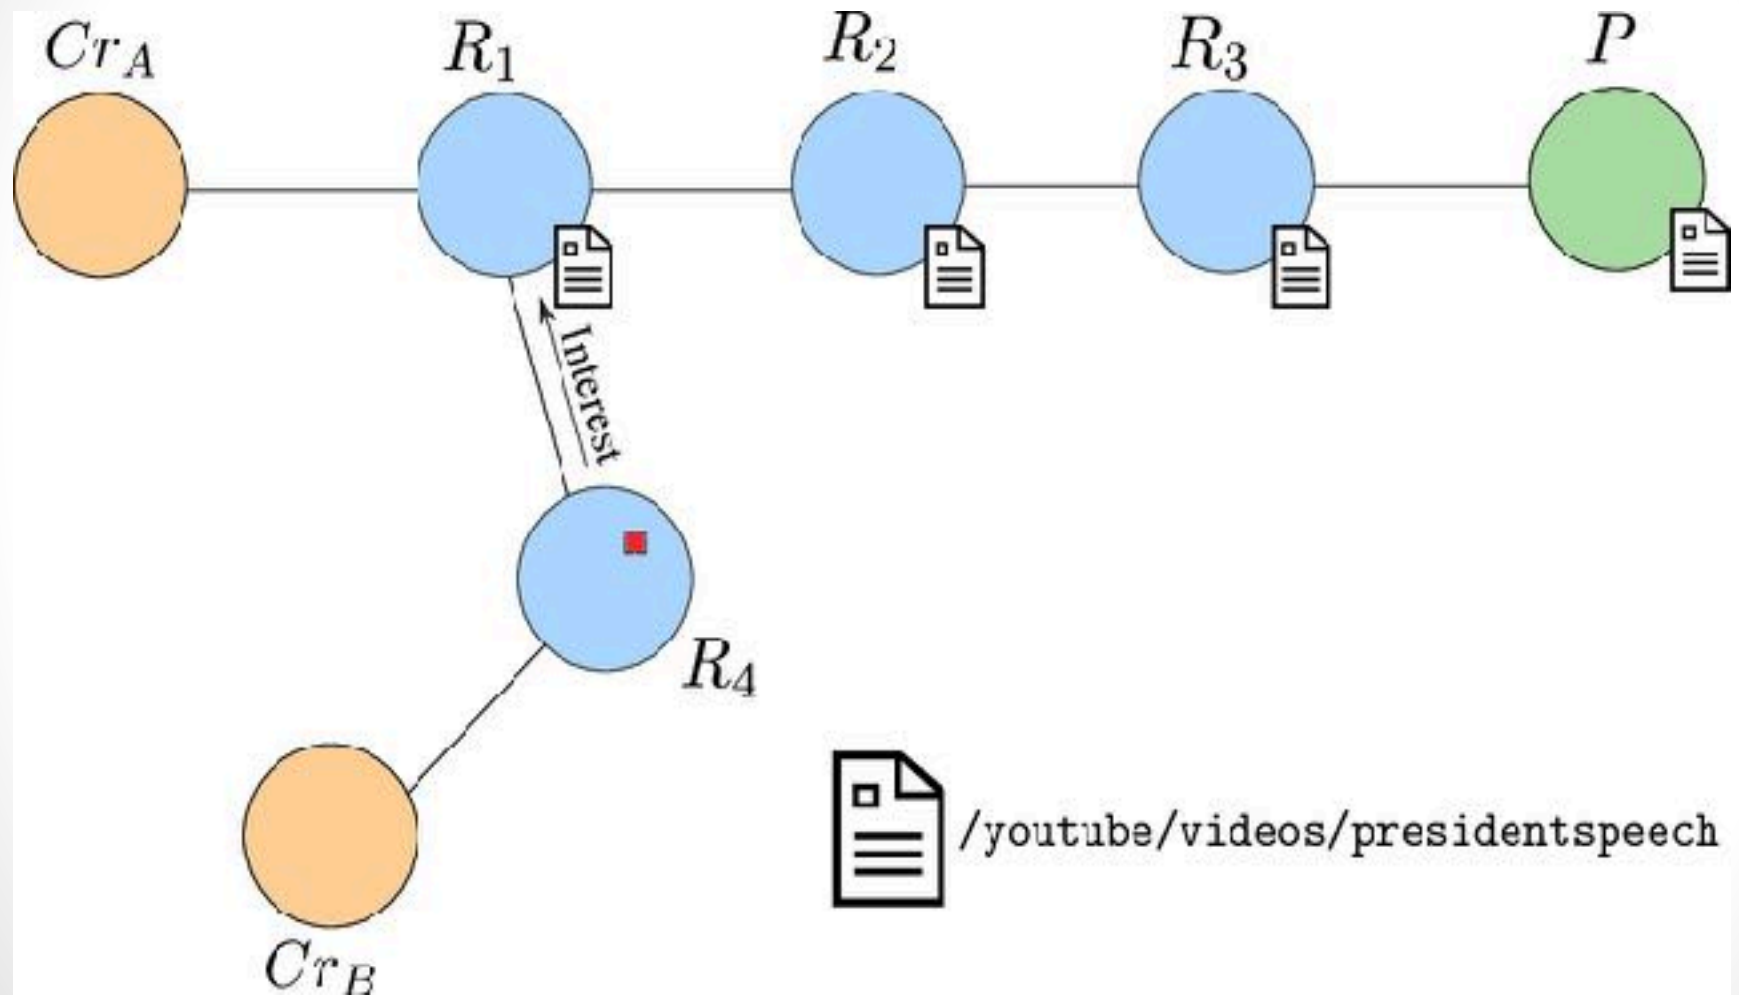 Cr_A
R_1
R_2
R_3
P
Interest
R_4
/youtube/videos/presidentspeech
Cr_B